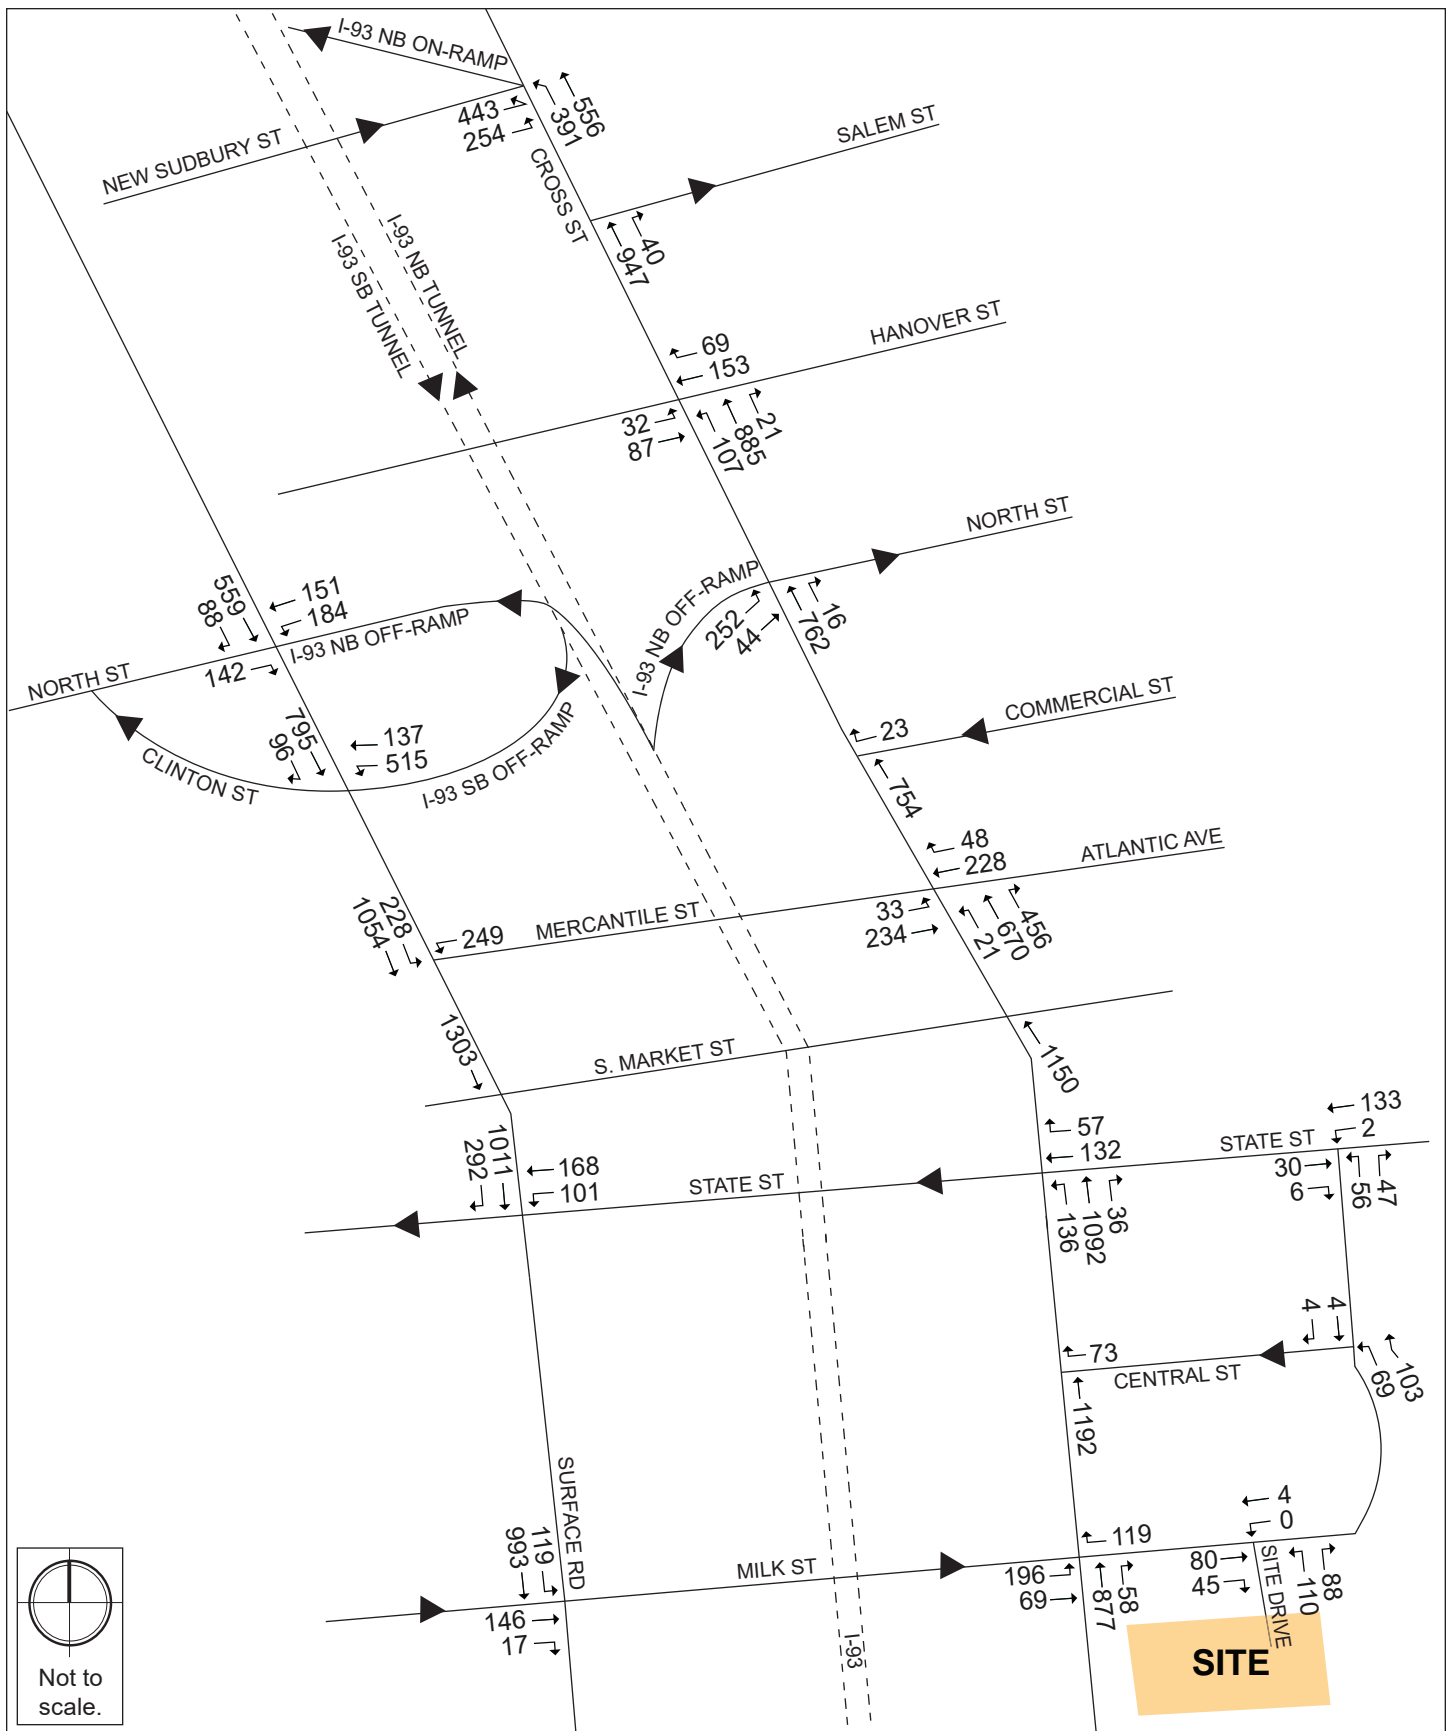 I-93 NB ON-RAMP
556
391
443
254
NEW SUDBURY ST
SALEM ST
CROSS ST
40
947
I-93 NB TUNNEL
I-93 SB TUNNEL
HANOVER ST
69
153
32
87
21
885
107
NORTH ST
I-93 NB OFF-RAMP
252
44
16
762
559
88
151
184
I-93 NB OFF-RAMP
142
NORTH ST
COMMERCIAL ST
23
795
96
137
515
CLINTON ST
I-93 SB OFF-RAMP
754
48
228
ATLANTIC AVE
33
234
456
670
21
228
1054
249
MERCANTILE ST
1303
S. MARKET ST
1150
133
2
57
132
STATE ST
30
6
47
56
1011
292
168
101
STATE ST
36
1092
136
4
4
73
CENTRAL ST
69
103
1192
SURFACE RD
4
0
119
993
119
MILK ST
196
69
80
45
SITE DRIVE
88
110
58
877
146
17
I-93
SITE
Not to
scale.